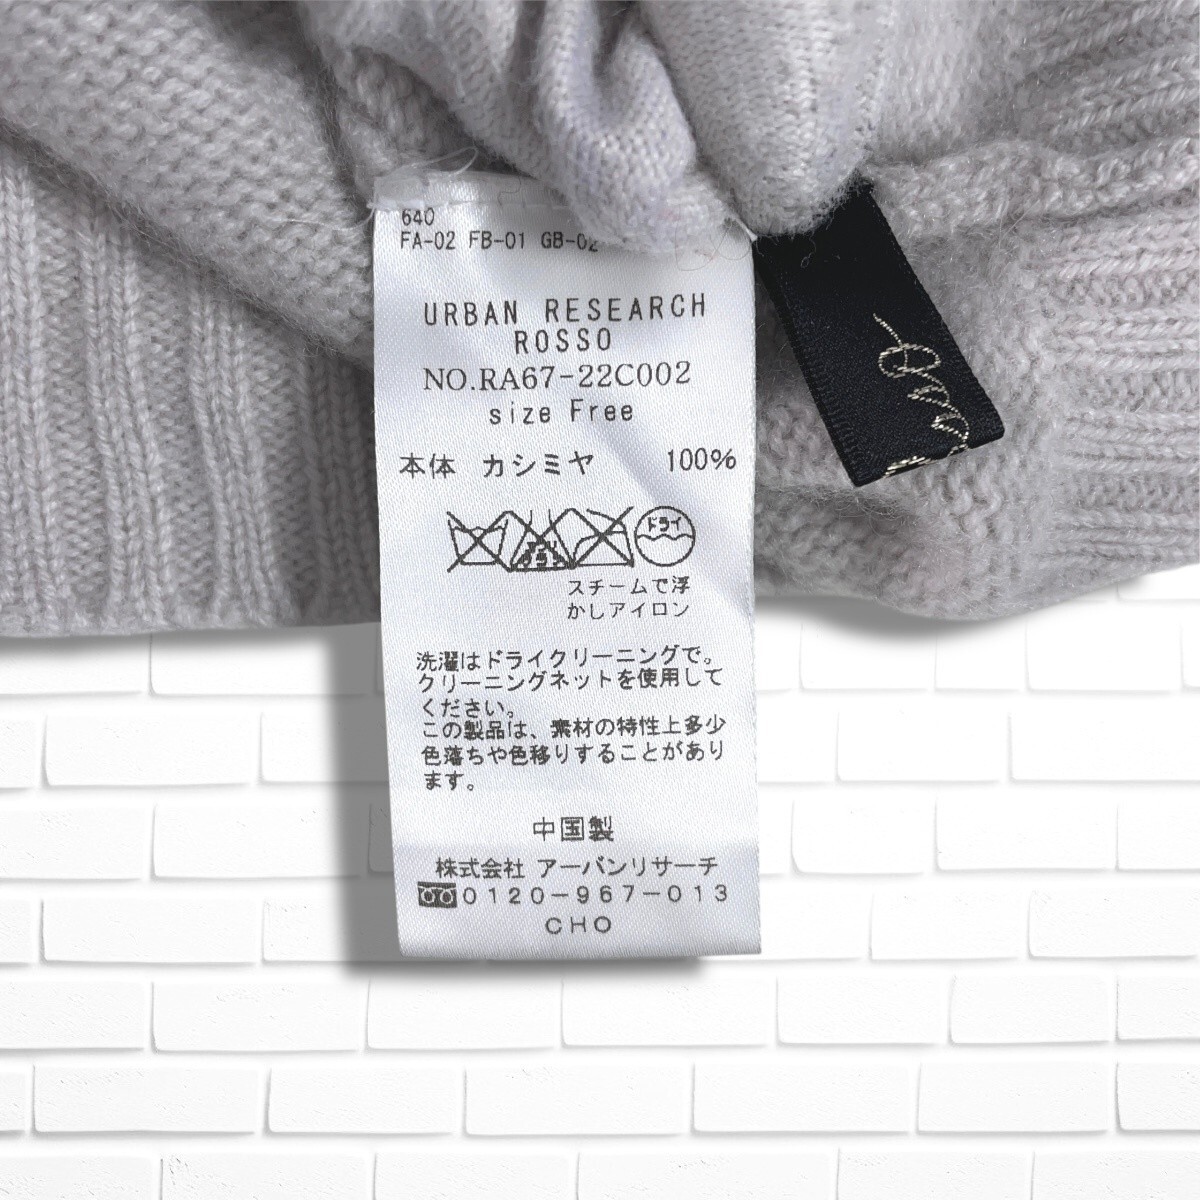 640
FA-02 FB-01 GB-02
URBAN RESEARCH
ROSSO
NO.RA67-22C002
size Free
本体 カシミヤ 100%
エンソ
ドライ
スチームで浮
かしアイロン
洗濯はドライクリーニングで。
クリーニングネットを使用して
ください。
この製品は、素材の特性上多少
色落ちや色移りすることがあり
ます。
中国製
株式会社 アーバンリサーチ
0120-967-013
CHO